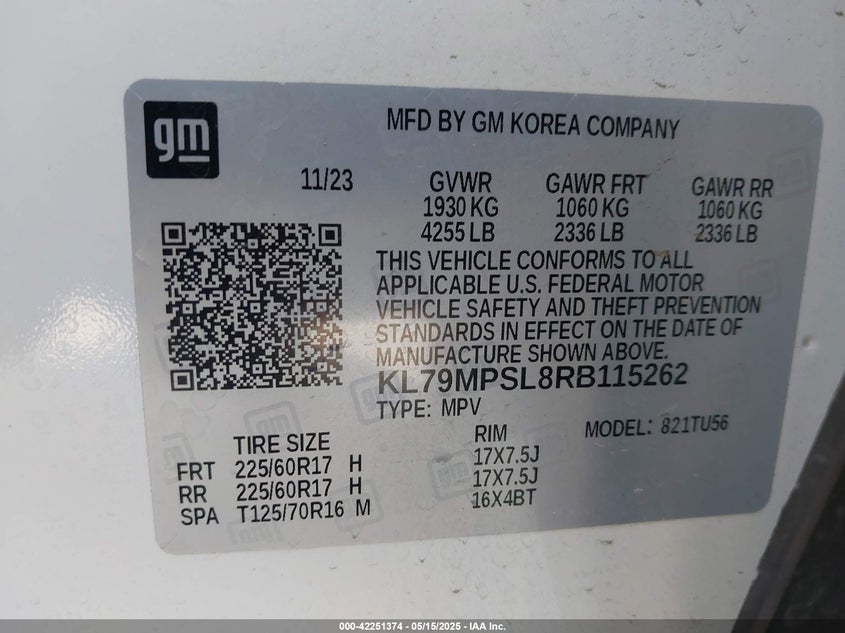 gm
MFD BY GM KOREA COMPANY
11/23 GVWR GAWR FRT GAWR RR
1930 KG 1060 KG 1060 KG
4255 LB 2336 LB 2336 LB
THIS VEHICLE CONFORMS TO ALL
APPLICABLE U.S. FEDERAL MOTOR
VEHICLE SAFETY AND THEFT PREVENTION
STANDARDS IN EFFECT ON THE DATE OF
MANUFACTURE SHOWN ABOVE.
KL79MPSL8RB115262
TYPE: MPV MODEL: 821TU56
TIRE SIZE RIM
FRT 225/60R17 H 17X7.5J
RR 225/60R17 H 17X7.5J
SPA T125/70R16 M 16X4BT
000-42251374 - 05/15/2025 - IAA Inc.